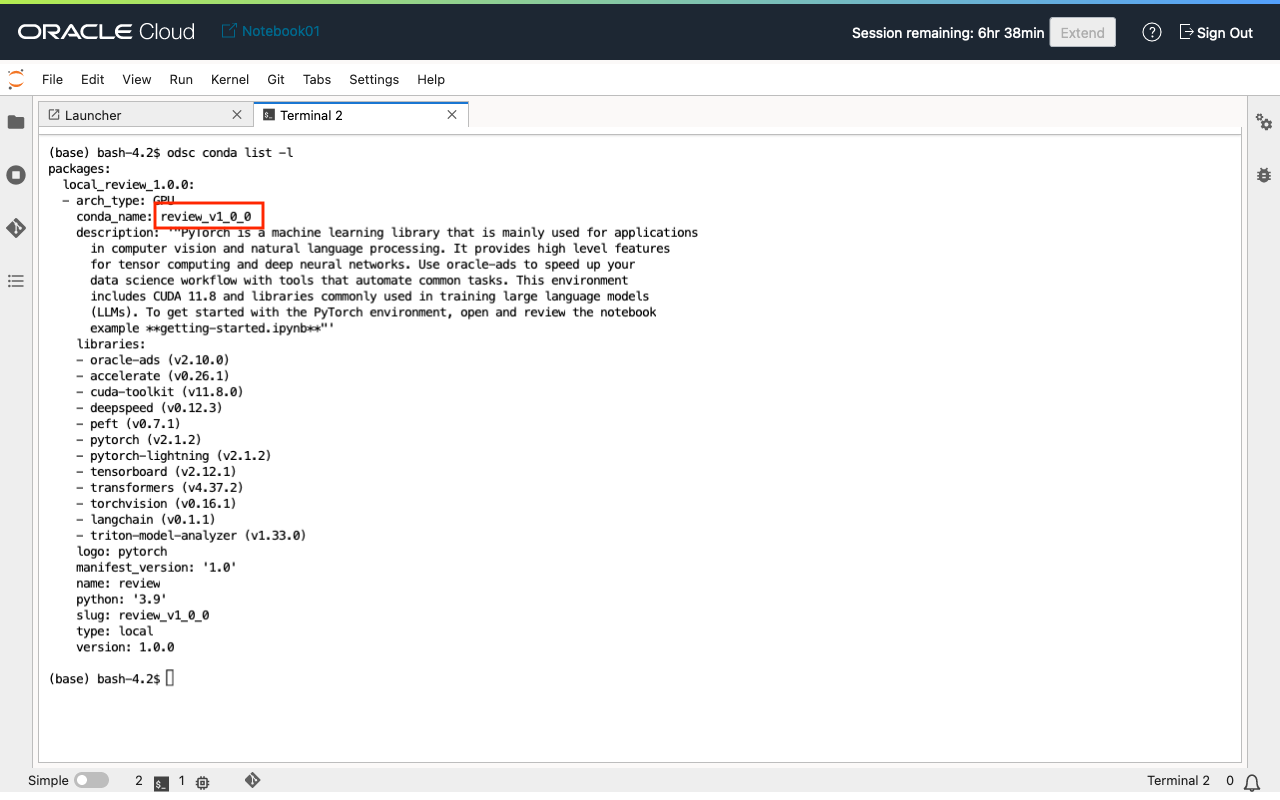 ORACLE Cloud Notebook01 Session remaining: 6hr 38min Extend ? Sign Out
File Edit View Run Kernel Git Tabs Settings Help
Launcher Terminal 2
(base) bash-4.2$ odsc conda list -l
packages:
local_review_1.0.0:
- arch_type: GPU
conda_name: review_v1_0_0
description: '"PyTorch is a machine learning library that is mainly used for applications
in computer vision and natural language processing. It provides high level features
for tensor computing and deep neural networks. Use oracle-ads to speed up your
data science workflow with tools that automate common tasks. This environment
includes CUDA 11.8 and libraries commonly used in training large language models
(LLMs). To get started with the PyTorch environment, open and review the notebook
example **getting-started.ipynb**"'
libraries:
- oracle-ads (v2.10.0)
- accelerate (v0.26.1)
- cuda-toolkit (v11.8.0)
- deepspeed (v0.12.3)
- peft (v0.7.1)
- pytorch (v2.1.2)
- pytorch-lightning (v2.1.2)
- tensorboard (v2.12.1)
- transformers (v4.37.2)
- torchvision (v0.16.1)
- langchain (v0.1.1)
- triton-model-analyzer (v1.33.0)
logo: pytorch
manifest_version: '1.0'
name: review
python: '3.9'
slug: review_v1_0_0
type: local
version: 1.0.0
(base) bash-4.2$
Simple 2 $_ 1 Terminal 2 0